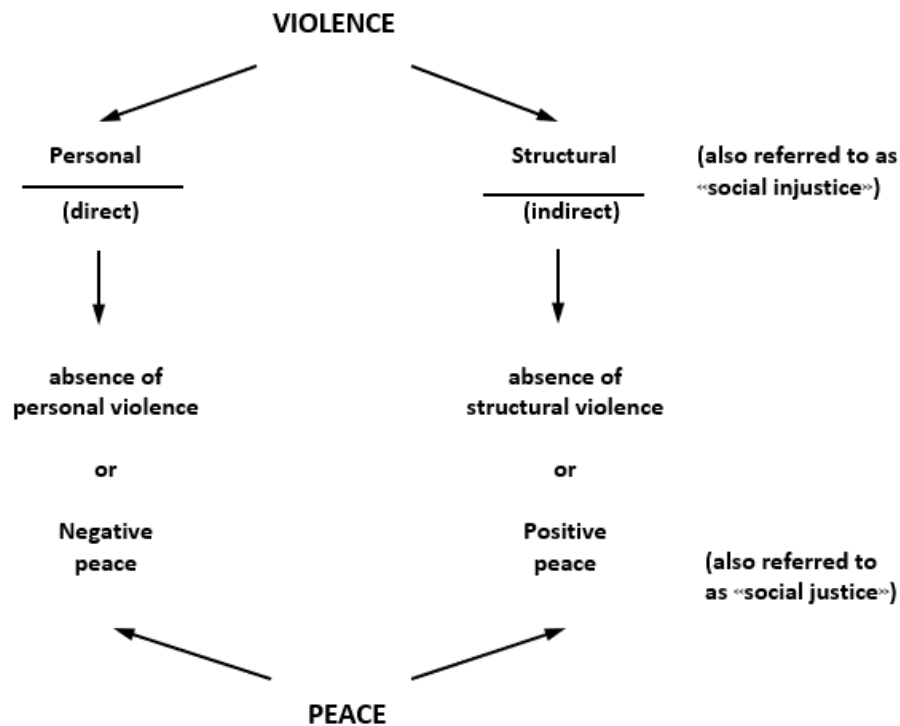 VIOLENCE
Personal
Structural
(also referred to as
«social injustice»)
(direct)
(indirect)
absence of
personal violence
absence of
structural violence
or
or
Negative
peace
Positive
peace
(also referred to
as «social justice»)
PEACE